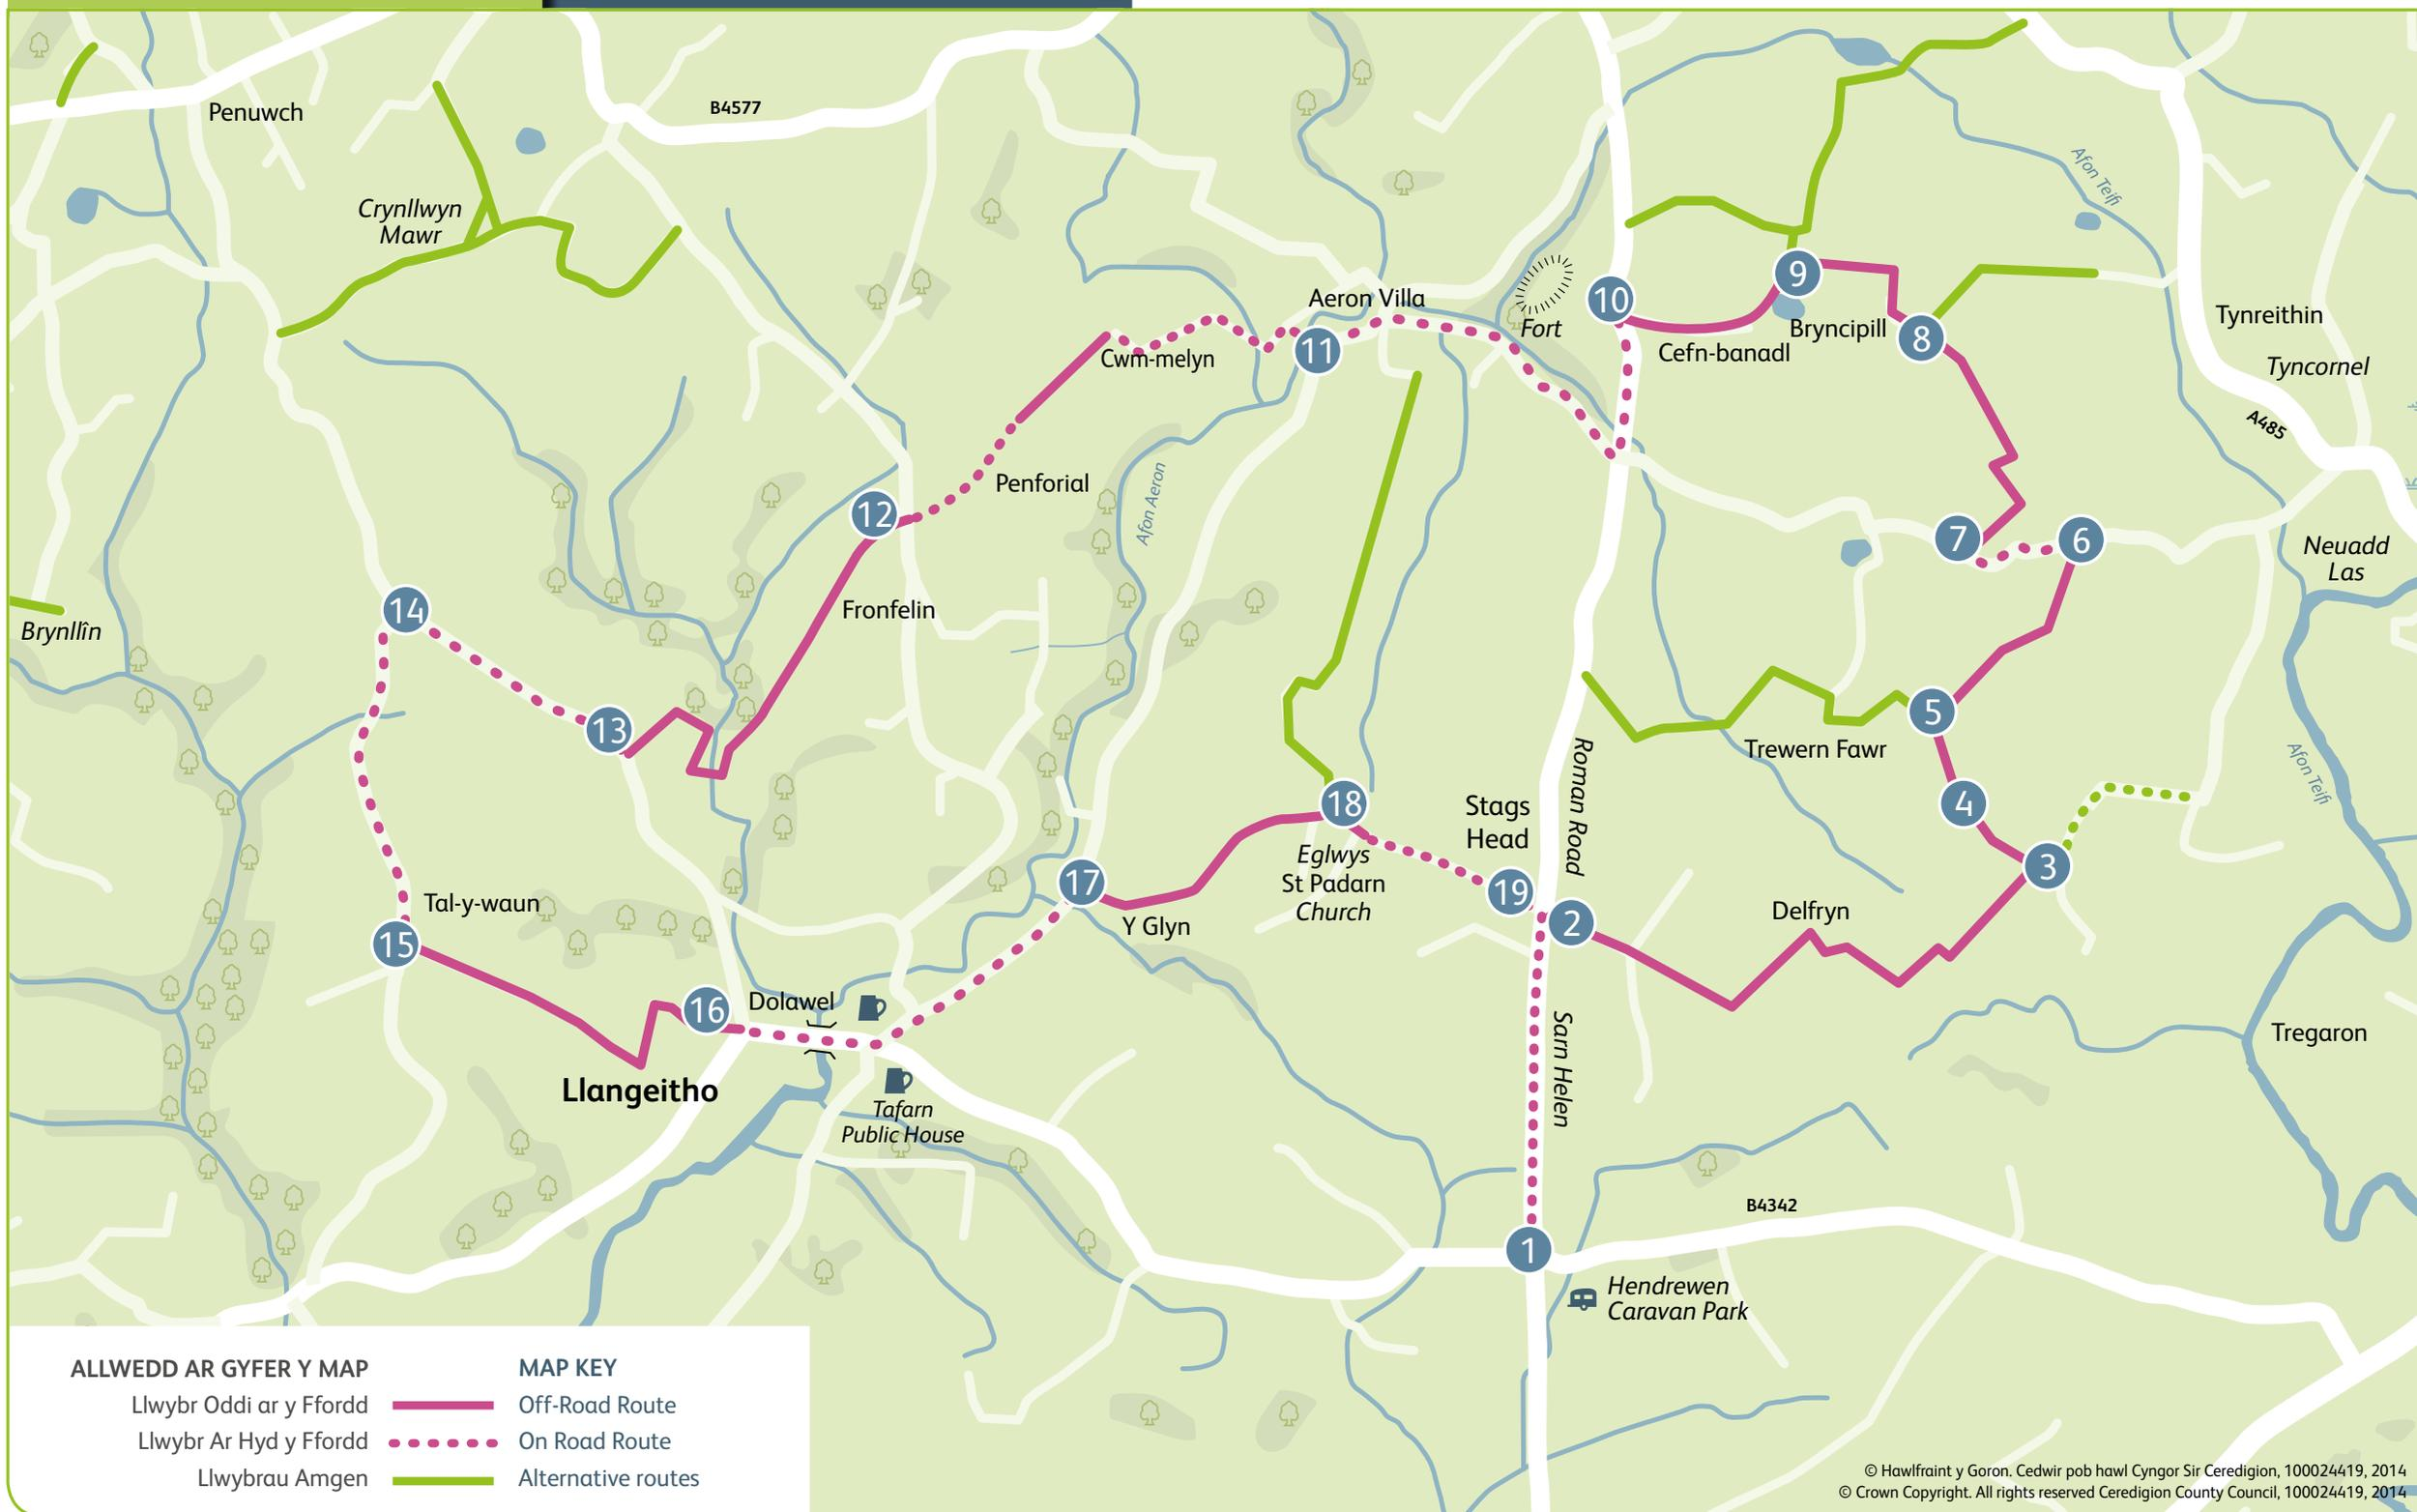 Penuwch
B4577
Crynllwyn
Mawr
Afon Teifi
Aeron Villa
Fort
10
9
Bryncipill
8
Cefn-banadl
Tynreithin
Tyncornel
A485
11
Cwm-melyn
Penforial
Afon Aeron
12
7
6
Neuadd
Las
Fronfelin
14
Brynllîn
13
5
Trewern Fawr
Roman Road
Afon Teifi
18
Stags
Head
4
3
Eglwys
St Padarn
Church
17
19
2
Tal-y-waun
15
Y Glyn
Delfryn
16
Dolawel
Sarn Helen
Tregaron
Llangeitho
Tafarn
Public House
B4342
1
Hendrewen
Caravan Park
ALLWEDD AR GYFER Y MAP
MAP KEY
Llwybr Oddi ar y Ffordd
Off-Road Route
Llwybr Ar Hyd y Ffordd
On Road Route
Llwybrau Amgen
Alternative routes
© Hawlfraint y Goron. Cedwir pob hawl Cyngor Sir Ceredigion, 100024419, 2014
© Crown Copyright. All rights reserved Ceredigion County Council, 100024419, 2014